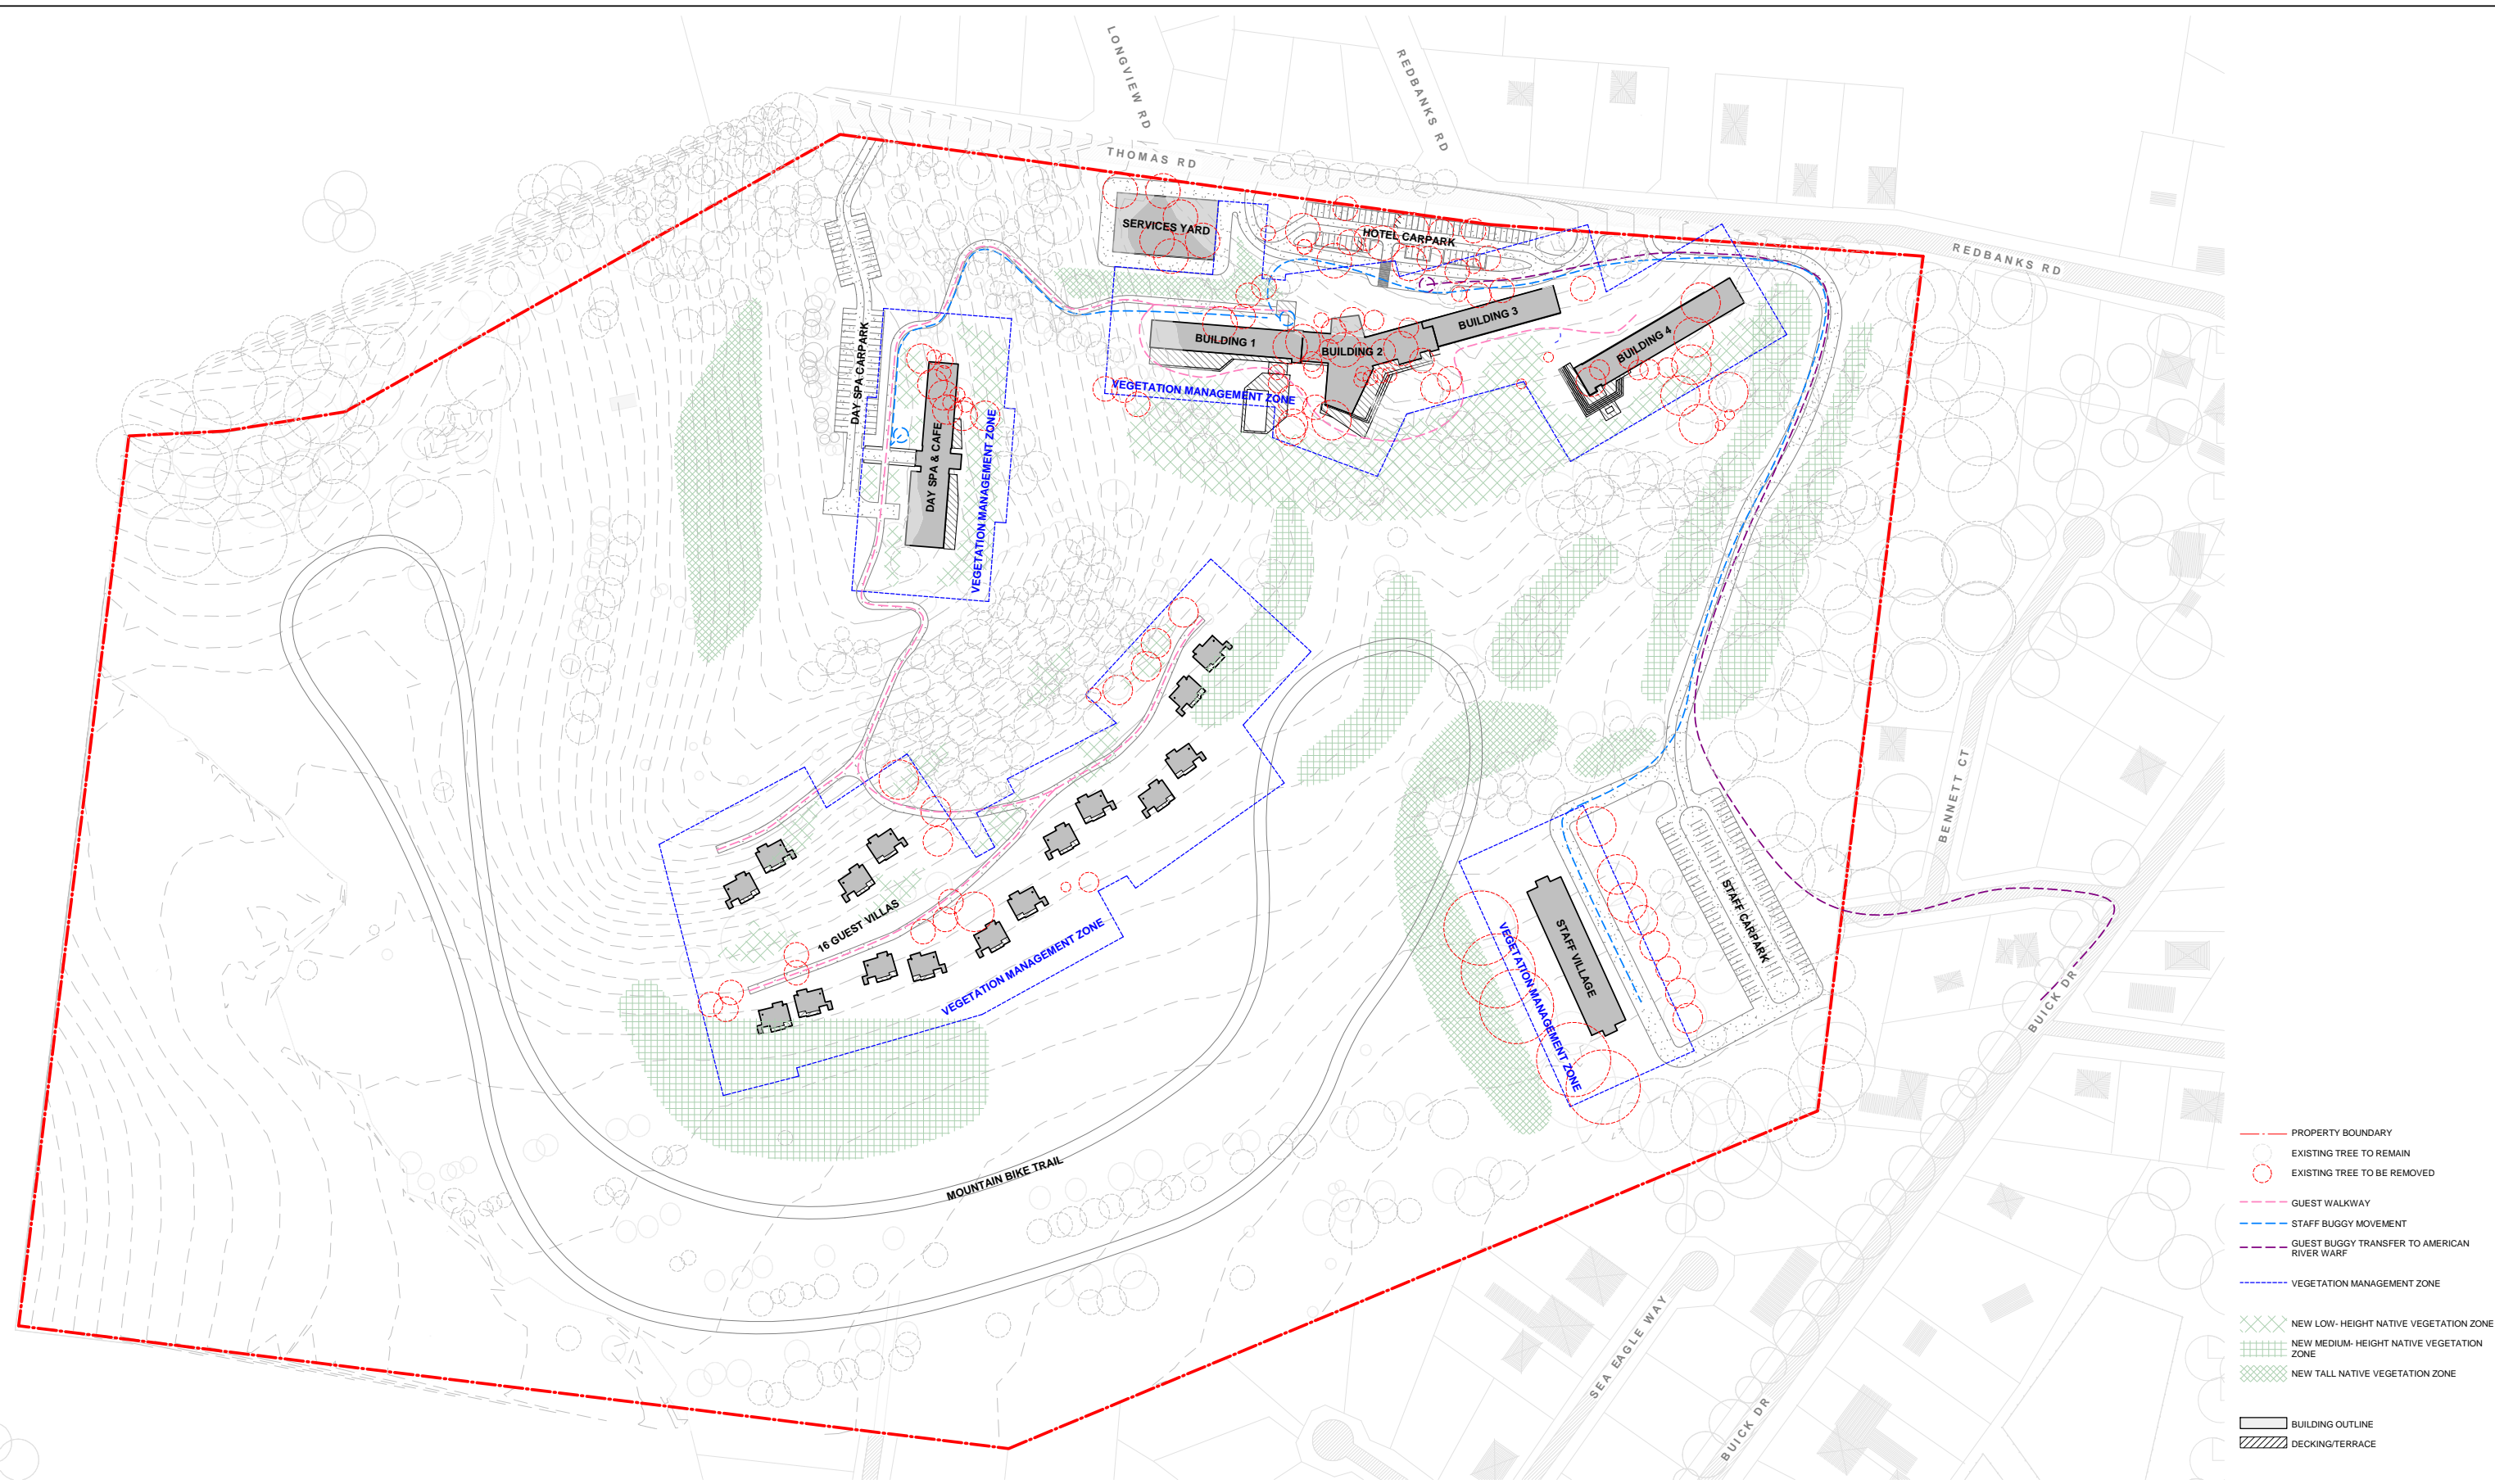 LONGVIEW RD
REDBANKS RD
THOMAS RD
SERVICES YARD
HOTEL CARPARK
REDBANKS RD
BUILDING 1
BUILDING 2
BUILDING 3
BUILDING 4
DAY SPA CARPARK
VEGETATION MANAGEMENT ZONE
DAY SPA & CAFE
VEGETATION MANAGEMENT ZONE
BENNETT CT
16 GUEST VILLAS
VEGETATION MANAGEMENT ZONE
STAFF VILLAGE
STAFF CARPARK
VEGETATION MANAGEMENT ZONE
BUICK DR
MOUNTAIN BIKE TRAIL
SEA EAGLE WAY
BUICK DR
PROPERTY BOUNDARY
EXISTING TREE TO REMAIN
EXISTING TREE TO BE REMOVED
GUEST WALKWAY
STAFF BUGGY MOVEMENT
GUEST BUGGY TRANSFER TO AMERICAN
RIVER WARF
VEGETATION MANAGEMENT ZONE
NEW LOW- HEIGHT NATIVE VEGETATION ZONE
NEW MEDIUM- HEIGHT NATIVE VEGETATION
ZONE
NEW TALL NATIVE VEGETATION ZONE
BUILDING OUTLINE
DECKING/TERRACE